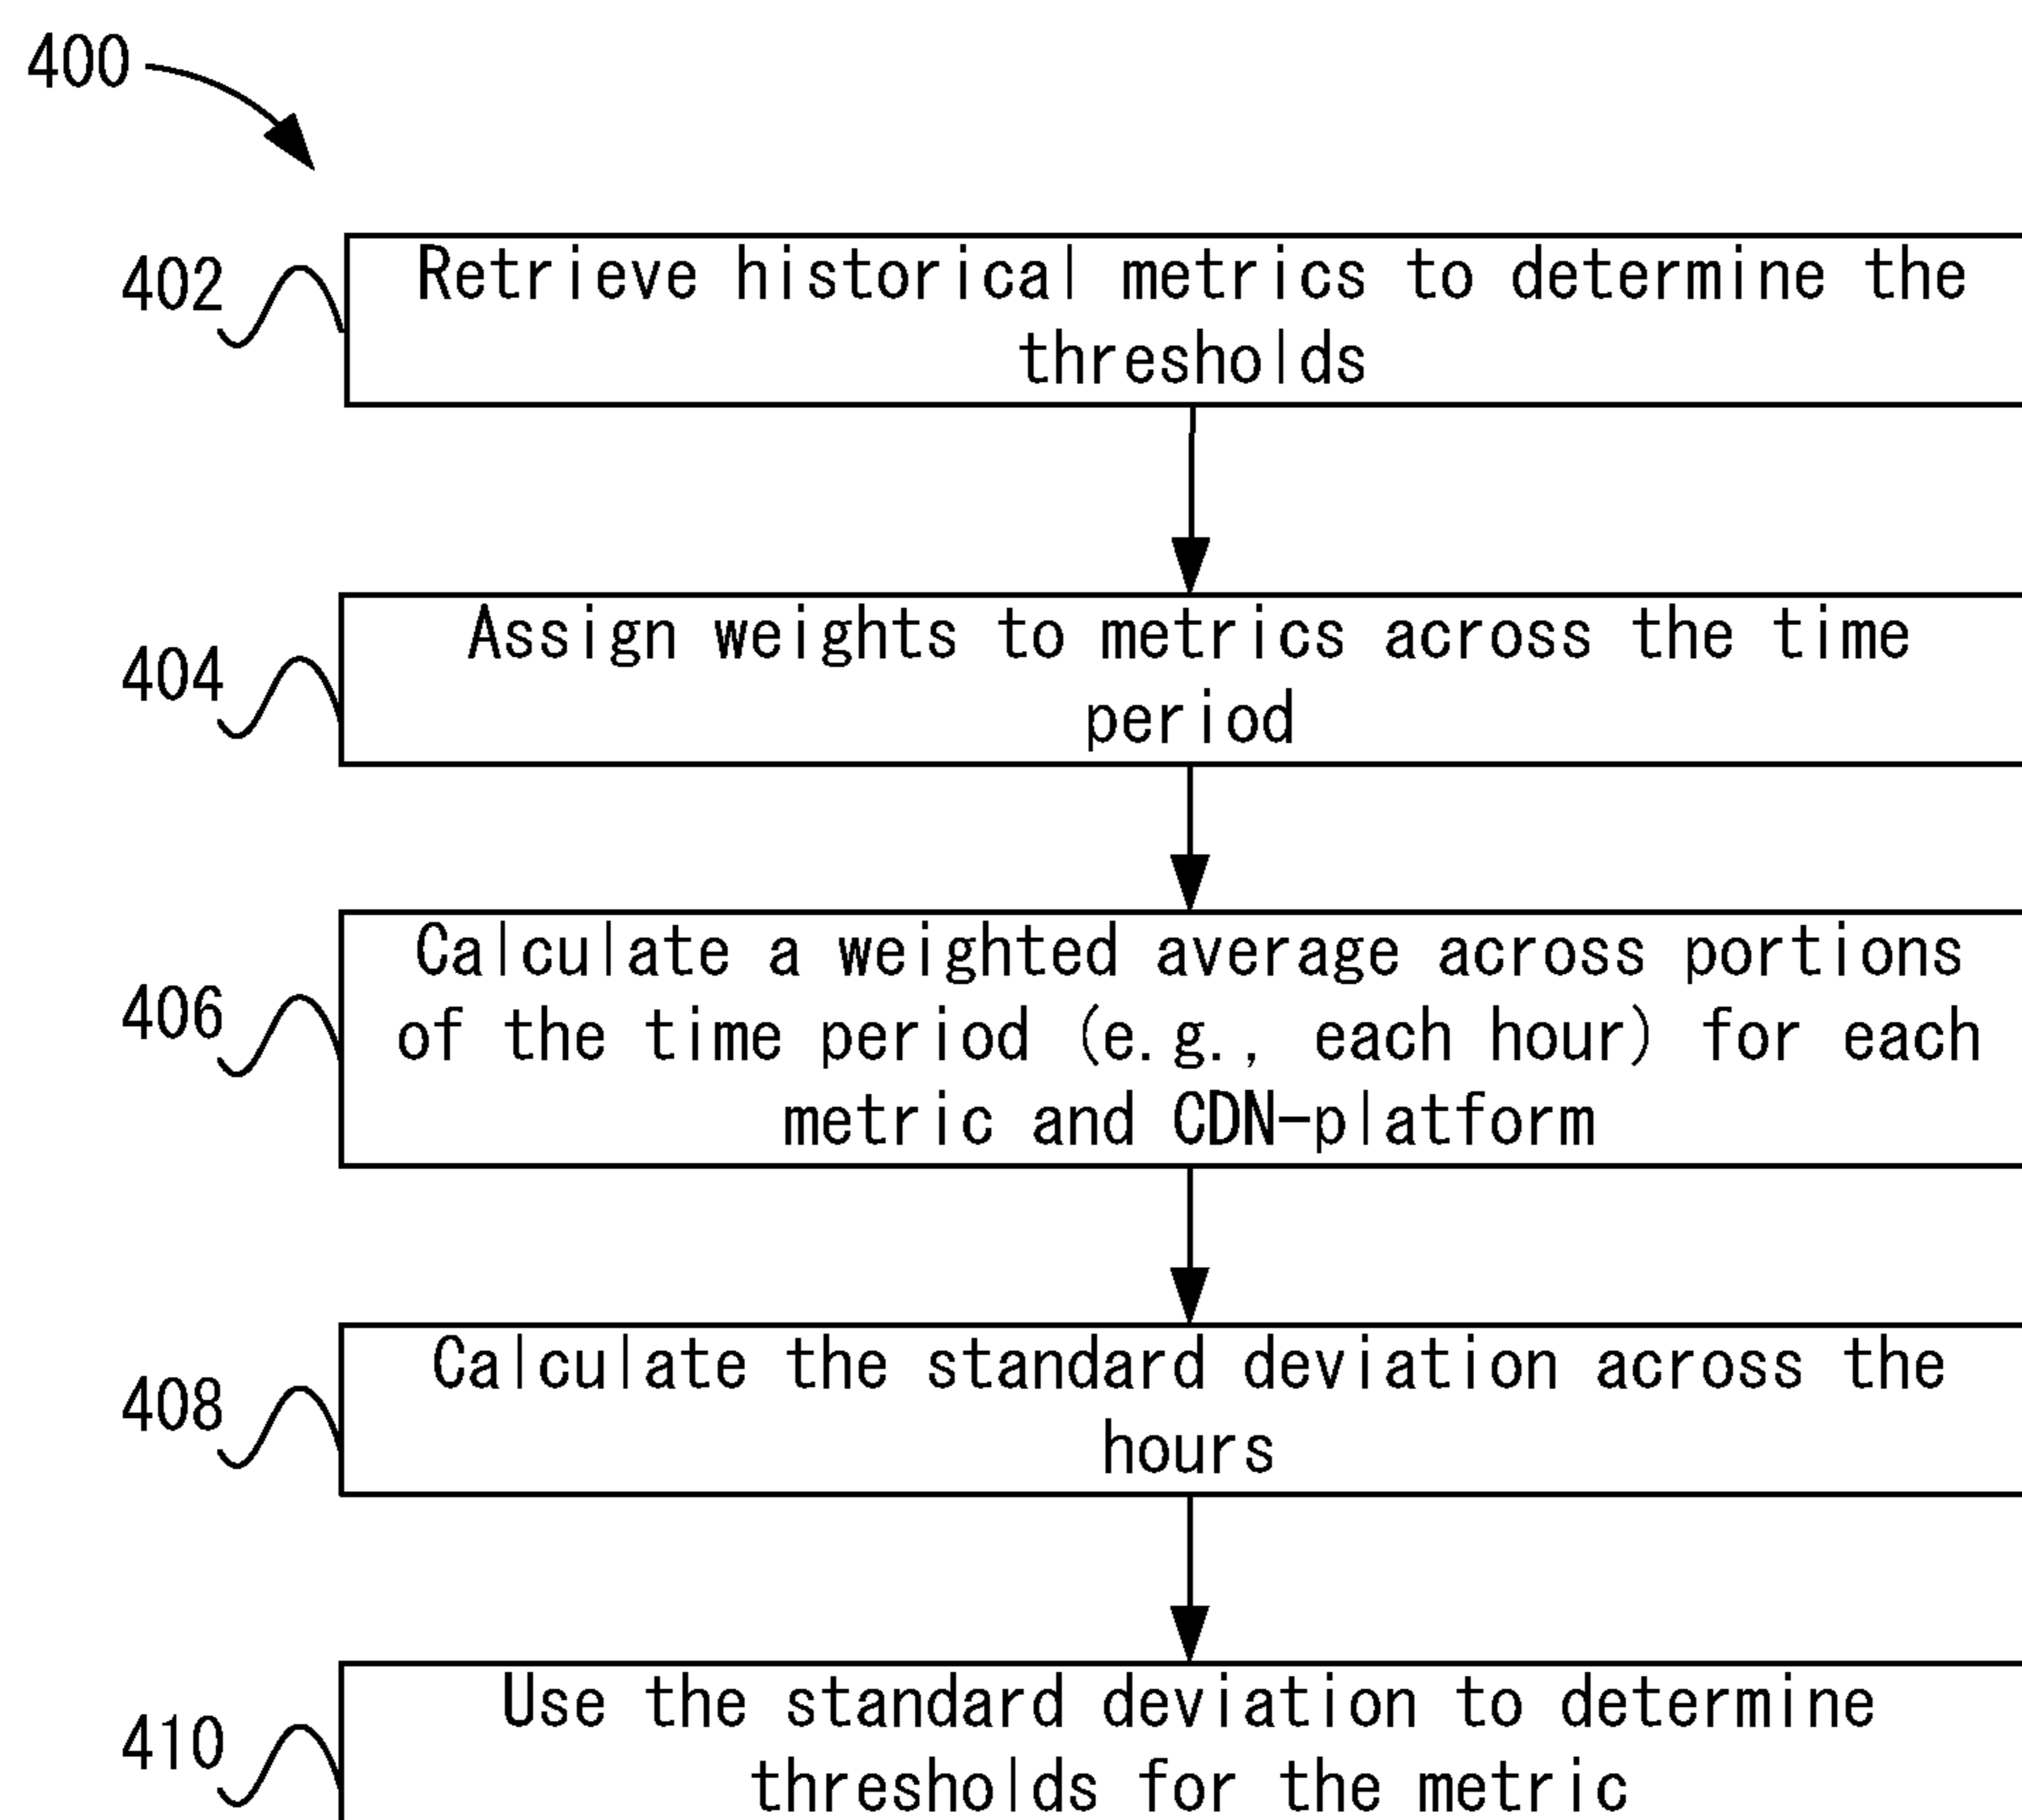 400
402
Retrieve historical metrics to determine the
thresholds
404
Assign weights to metrics across the time
period
406
Calculate a weighted average across portions
of the time period (e.g., each hour) for each
metric and CDN-platform
408
Calculate the standard deviation across the
hours
410
Use the standard deviation to determine
thresholds for the metric